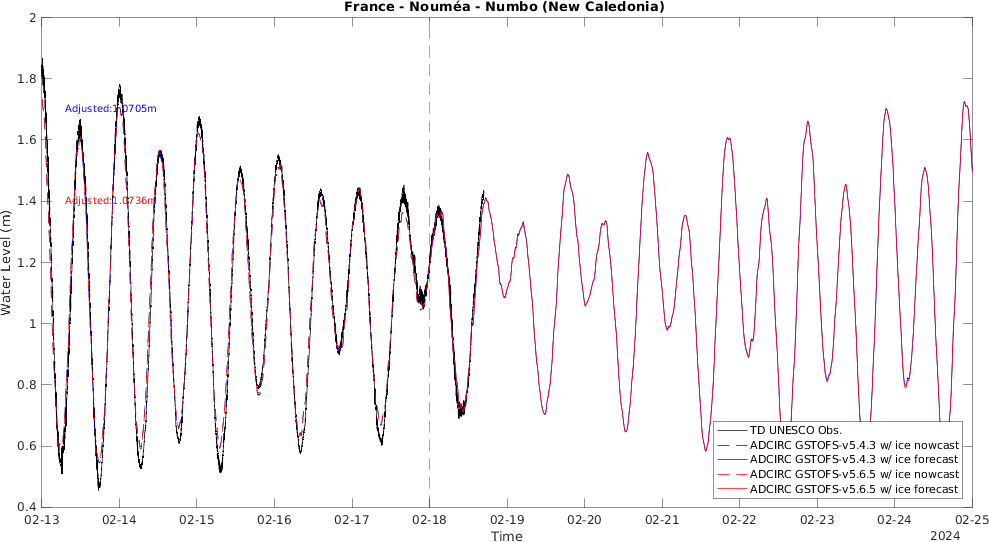 France - Nouméa - Numbo (New Caledonia)
2
1.8
1.6
1.4
1.2
1
0.8
0.6
0.4
Water Level (m)
Adjusted:1.0705m
Adjusted:1.0736m
TD UNESCO Obs.
ADCIRC GSTOFS-v5.4.3 w/ ice nowcast
ADCIRC GSTOFS-v5.4.3 w/ ice forecast
ADCIRC GSTOFS-v5.6.5 w/ ice nowcast
ADCIRC GSTOFS-v5.6.5 w/ ice forecast
02-13 02-14 02-15 02-16 02-17 02-18 02-19 02-20 02-21 02-22 02-23 02-24 02-25
Time
2024